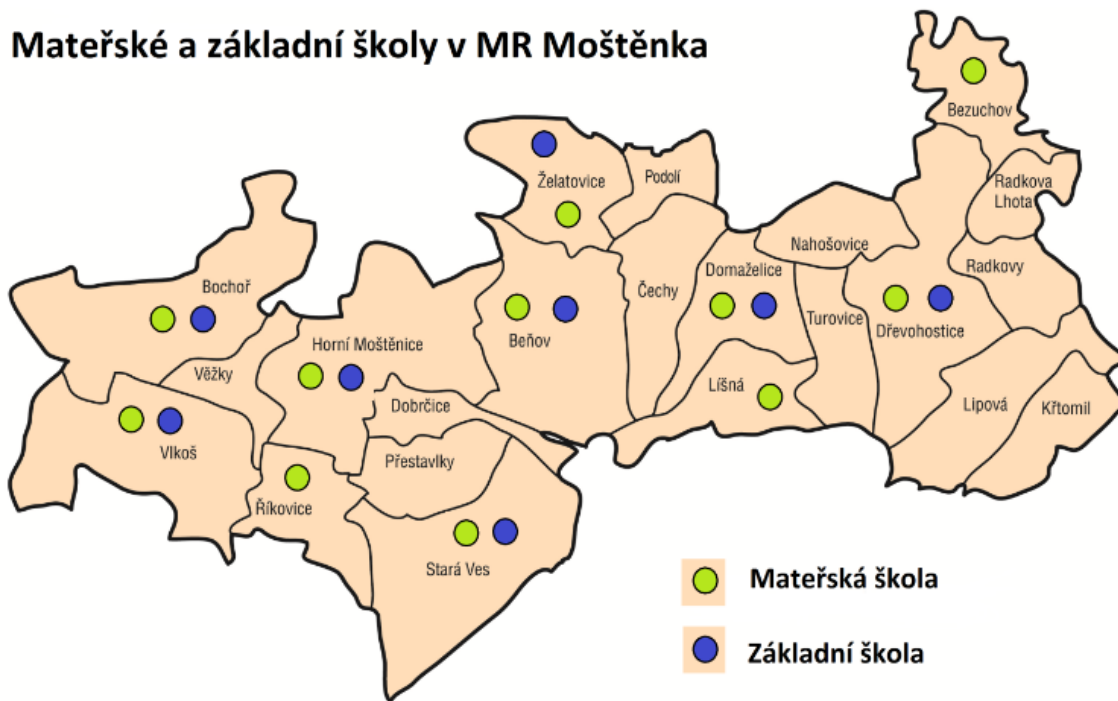 Mateřské a základní školy v MR Moštěnka
Bezuchov
Želatovice
Podolí
Radkova
Lhota
Nahošovice
Radkovy
Bochoř
Čechy
Domaželice
Turovice
Dřevohostice
Věžky
Horní Moštěnice
Beňov
Líšná
Lipová
Křtomil
Dobrčice
Vlkoš
Přestavlky
Říkovice
Stará Ves
Mateřská škola
Základní škola